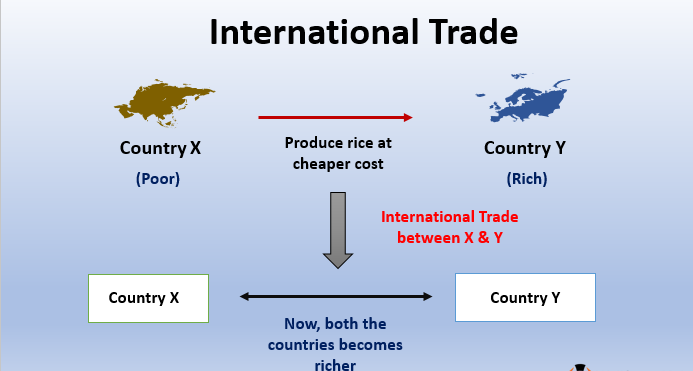 International Trade
Country X
(Poor)
Produce rice at
cheaper cost
Country Y
(Rich)
International Trade
between X & Y
Country X
Country Y
Now, both the
countries becomes
richer